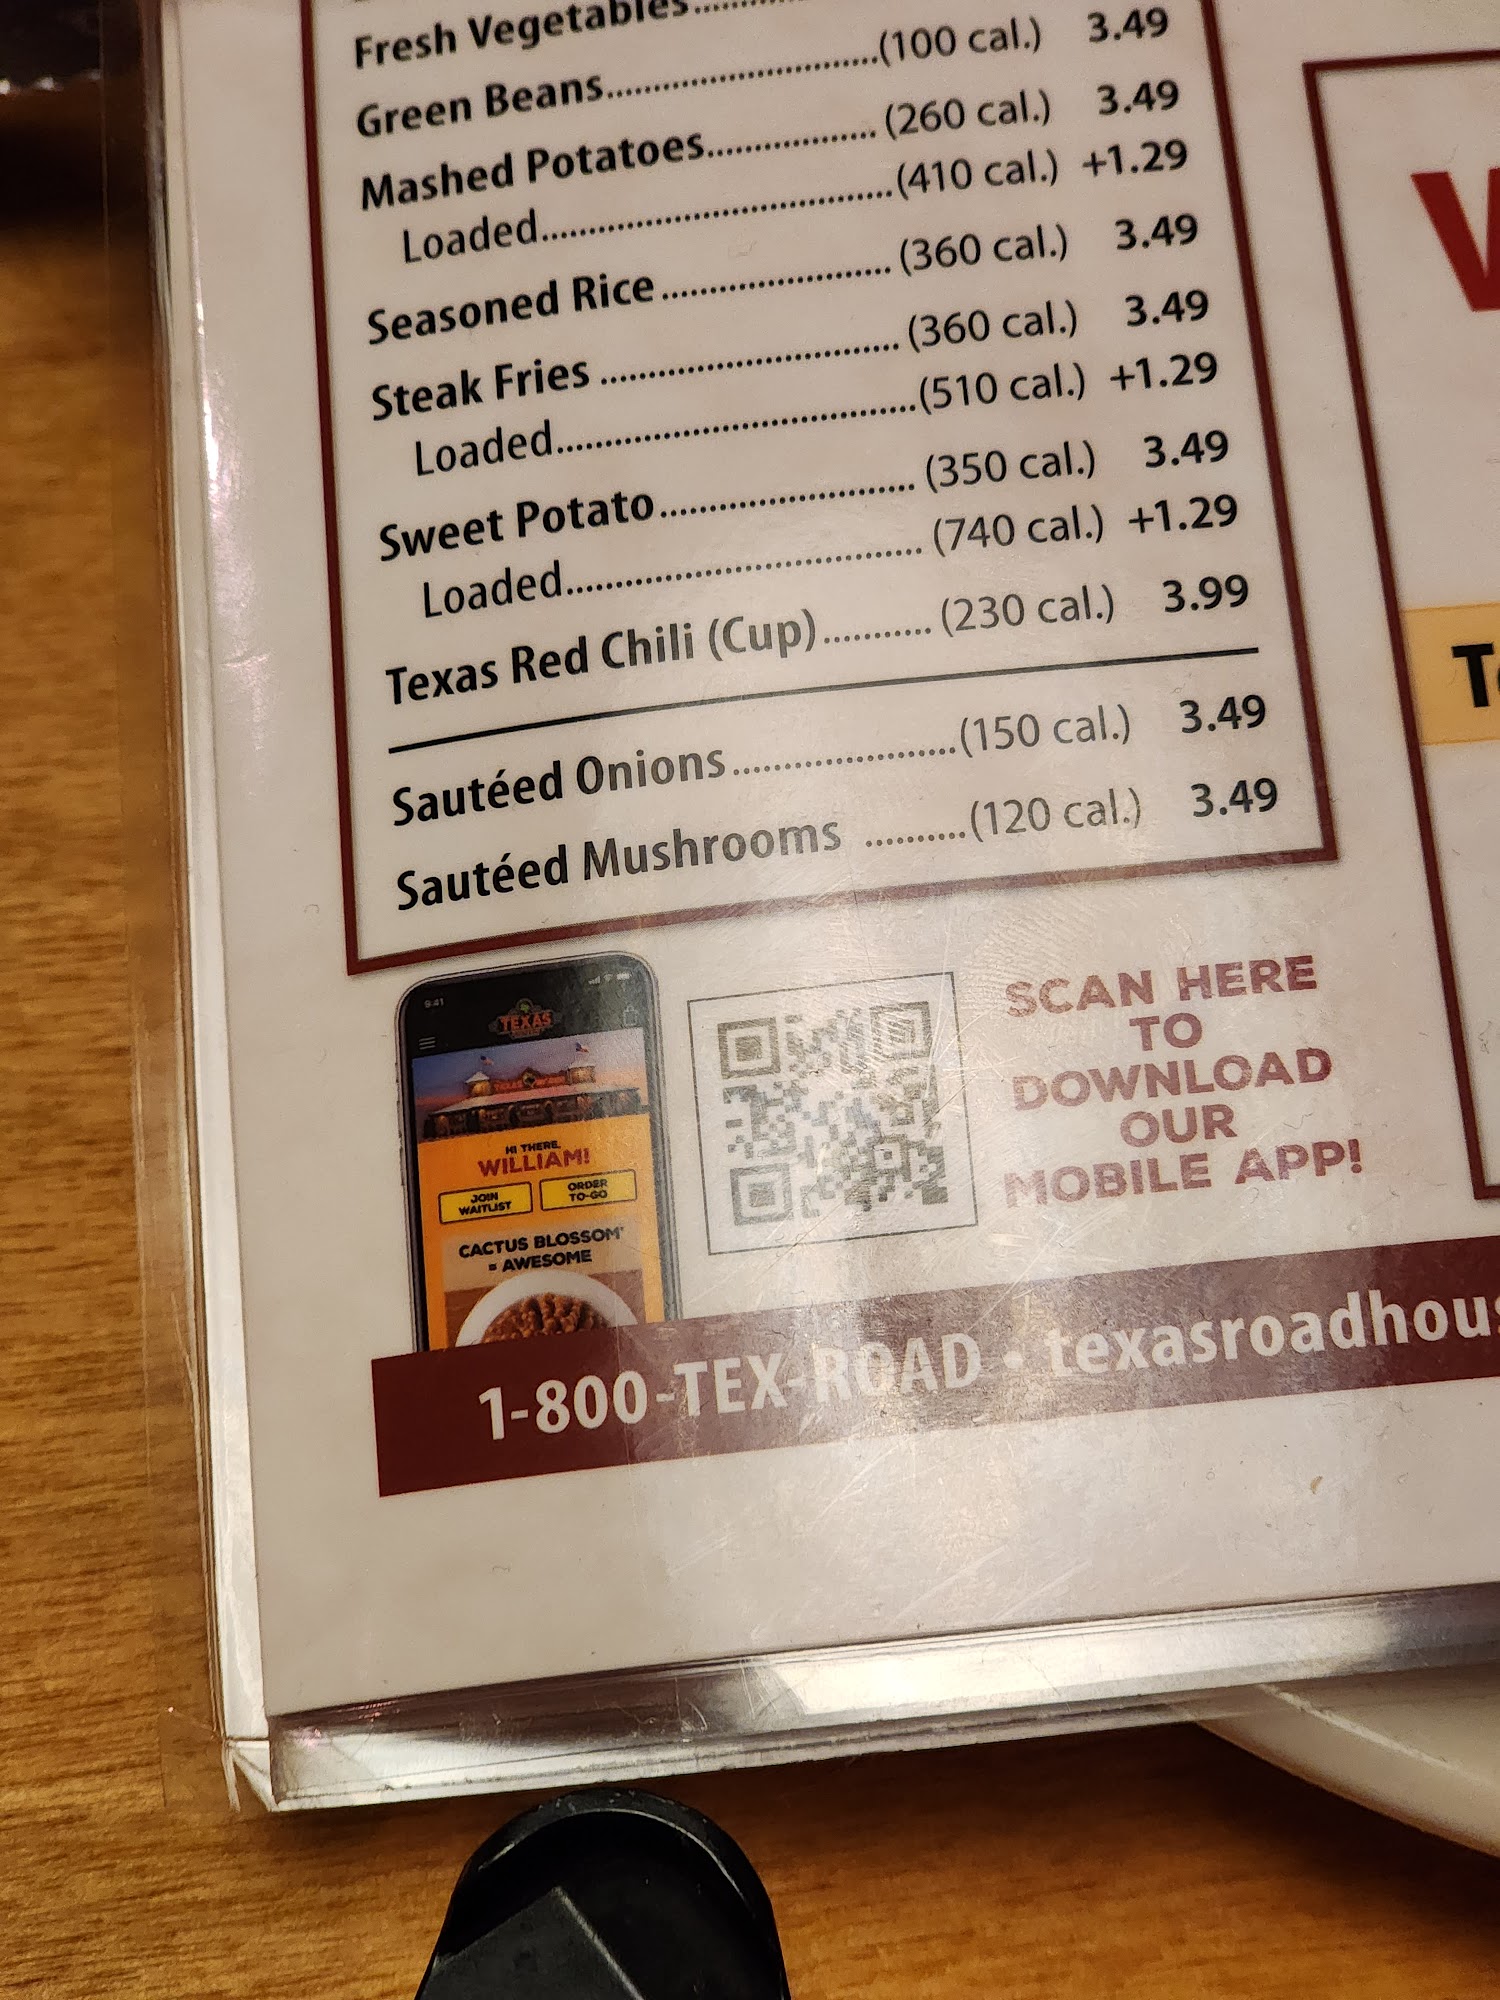 Fresh Vegetables
Green Beans (100 cal.) 3.49
Mashed Potatoes (260 cal.) 3.49
Loaded (410 cal.) +1.29
Seasoned Rice (360 cal.) 3.49
Steak Fries (360 cal.) 3.49
Loaded (510 cal.) +1.29
Sweet Potato (350 cal.) 3.49
Loaded (740 cal.) +1.29
Texas Red Chili (Cup) (230 cal.) 3.99
Sautéed Onions (150 cal.) 3.49
Sautéed Mushrooms (120 cal.) 3.49
9:41
TEXAS
TEXAS
HI THERE,
WILLIAM!
JOIN WAITLIST
ORDER TO-GO
CACTUS BLOSSOM
= AWESOME
SCAN HERE
TO
DOWNLOAD
OUR
MOBILE APP!
1-800-TEX-ROAD • texasroadhous